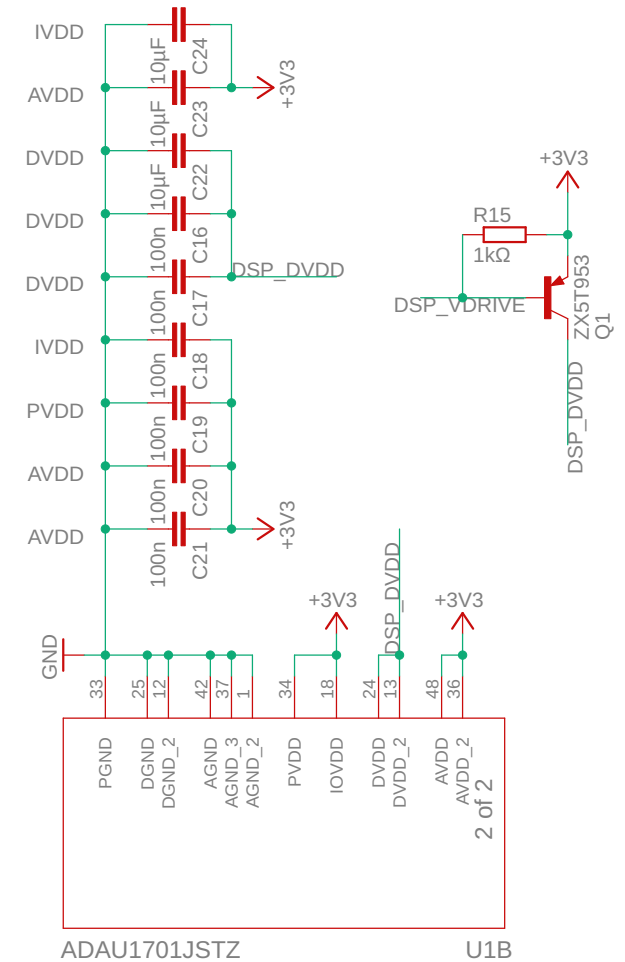 IVDD
10µF
C24
AVDD
+3V3
10µF
C23
DVDD
10µF
C22
DVDD
100n
C16
DVDD
DSP_DVDD
100n
C17
IVDD
100n
C18
PVDD
100n
C19
AVDD
100n
C20
AVDD
+3V3
100n
C21
+3V3
R15
1kΩ
DSP_VDRIVE
ZX5T953
Q1
DSP_DVDD
GND
+3V3
DSP_DVDD
+3V3
33
25
12
42
37
1
34
18
24
13
48
36
PGND
DGND
DGND_2
AGND
AGND_3
AGND_2
PVDD
IOVDD
DVDD
DVDD_2
AVDD
AVDD_2
2 of 2
ADAU1701JSTZ
U1B